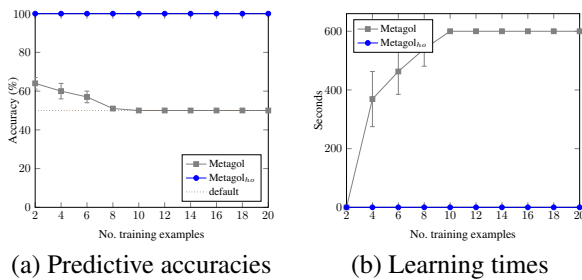 100
80
60
40
20
0
Accuracy (%)
2 4 6 8 10 12 14 16 18 20
No. training examples
Metagol
Metagolho
default
(a) Predictive accuracies
600
400
200
0
Seconds
2 4 6 8 10 12 14 16 18 20
No. training examples
Metagol
Metagolho
(b) Learning times